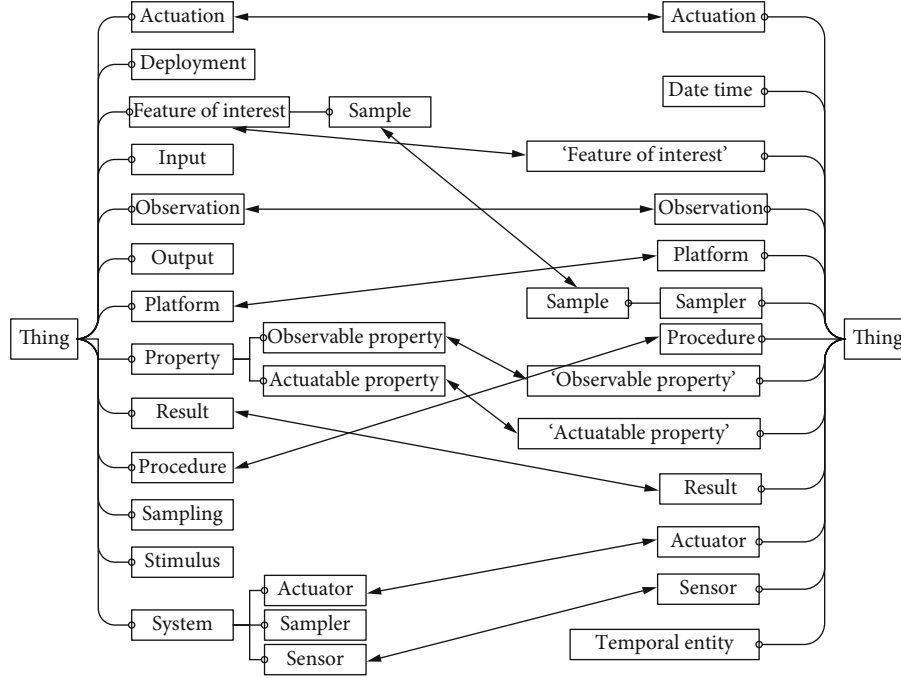 Actuation
Actuation
Deployment
Date time
Feature of interest
Sample
Input
‘Feature of interest’
Observation
Observation
Output
Platform
Platform
Sample
Sampler
Thing
Observable property
Procedure
Thing
Property
Actuatable property
‘Observable property’
Result
‘Actuatable property’
Procedure
Result
Sampling
Actuator
Stimulus
Actuator
Sensor
System
Sampler
Temporal entity
Sensor